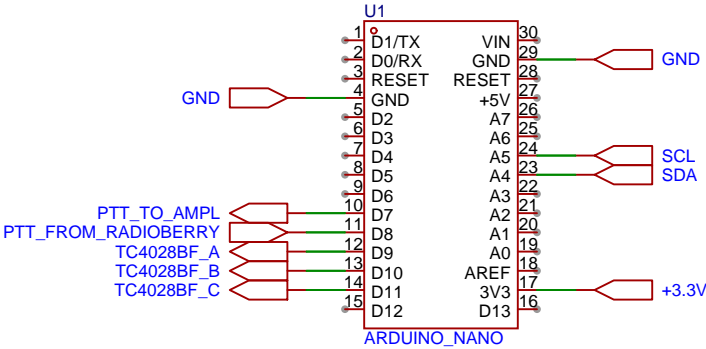 U1
1 D1/TX VIN 30
2 D0/RX GND 29 GND
3 RESET RESET 28
GND 4 GND +5V 27
5 D2 A7 26
6 D3 A6 25
7 D4 A5 24 SCL
8 D5 A4 23 SDA
9 D6 A3 22
PTT_TO_AMPL 10 D7 A2 21
PTT_FROM_RADIOBERRY 11 D8 A1 20
TC4028BF_A 12 D9 A0 19
TC4028BF_B 13 D10 AREF 18
TC4028BF_C 14 D11 3V3 17 +3.3V
15 D12 D13 16
ARDUINO_NANO